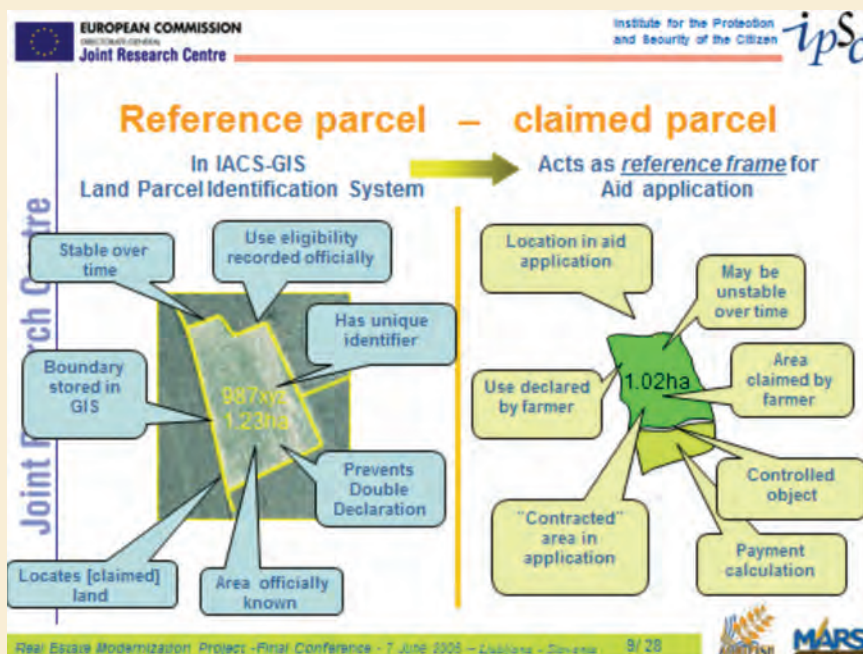 EUROPEAN COMMISSION
DIRECTORATE-GENERAL
Joint Research Centre
Institute for the Protection
and Security of the Citizen
ipsc
Joint Research Centre
Reference parcel – claimed parcel
In IACS-GIS
Land Parcel Identification System
Acts as reference frame for
Aid application
Stable over
time
Use eligibility
recorded officially
Has unique
identifier
Boundary
stored in
GIS
987xyz
1.23ha
Prevents
Double
Declaration
Locates [claimed]
land
Area officially
known
Location in aid
application
May be
unstable
over time
Use declared
by farmer
1.02ha
Area
claimed by
farmer
Controlled
object
"Contracted"
area in
application
Payment
calculation
Real Estate Modernization Project -Final Conference - 7 June 2005 – Ljubljana - Slovenia
9/ 28
MARS